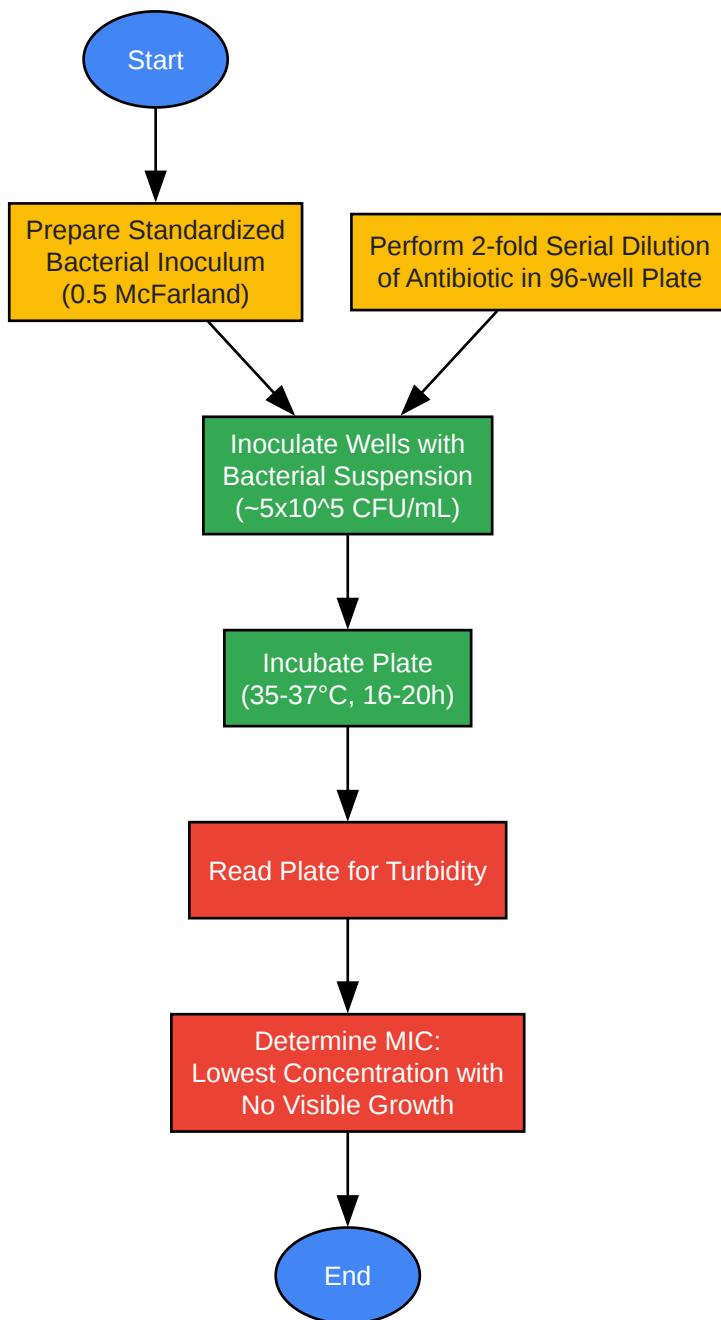 Start
Prepare Standardized
Bacterial Inoculum
(0.5 McFarland)
Perform 2-fold Serial Dilution
of Antibiotic in 96-well Plate
Inoculate Wells with
Bacterial Suspension
(~5x10^5 CFU/mL)
Incubate Plate
(35-37°C, 16-20h)
Read Plate for Turbidity
Determine MIC:
Lowest Concentration with
No Visible Growth
End